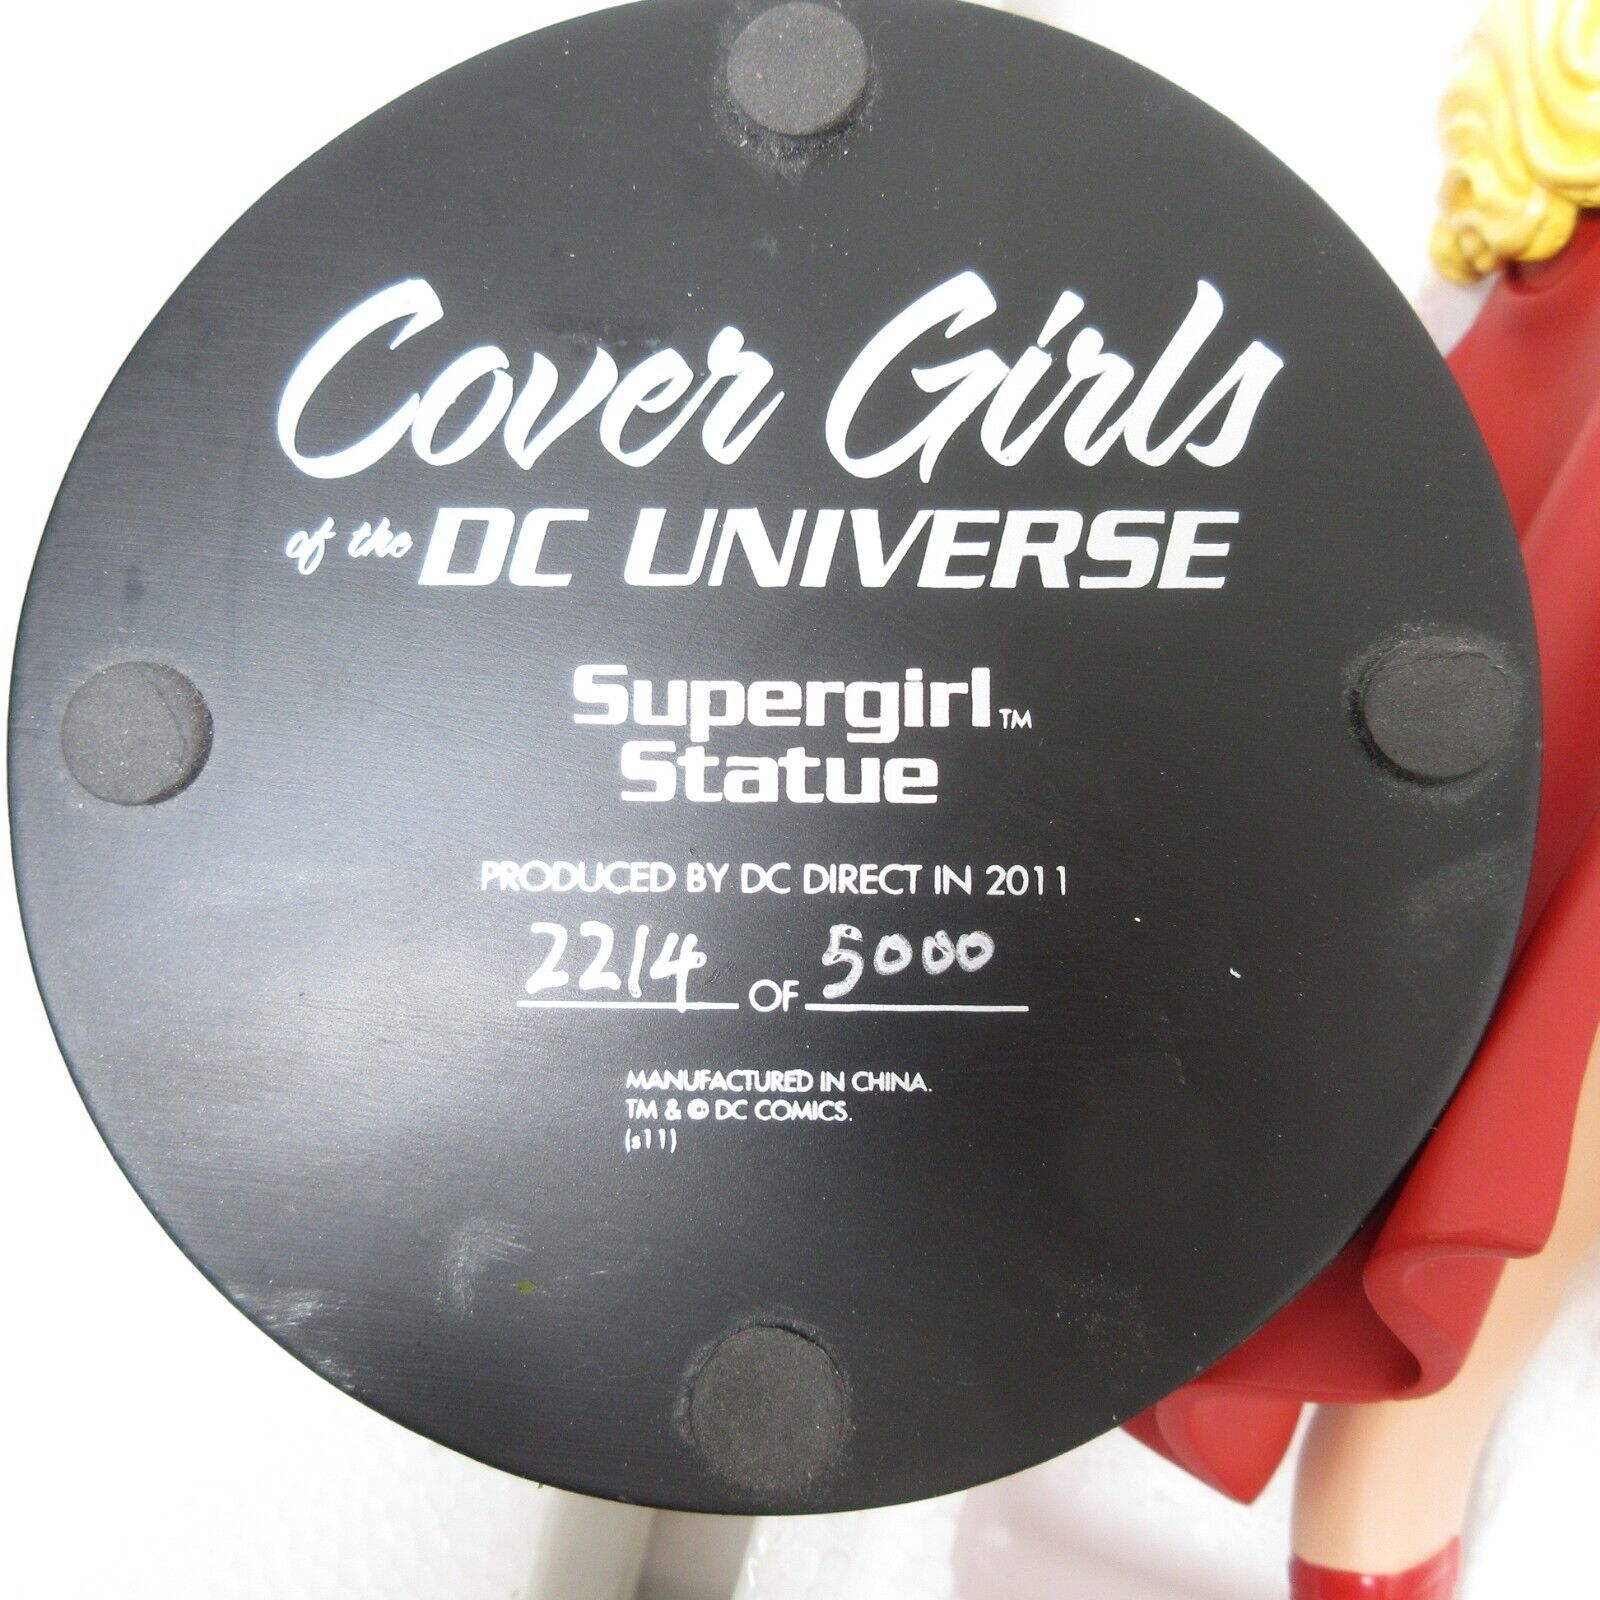 Cover Girls
of the DC UNIVERSE
Supergirl™
Statue
PRODUCED BY DC DIRECT IN 2011
2214 OF 5000
MANUFACTURED IN CHINA.
TM & © DC COMICS.
(s11)